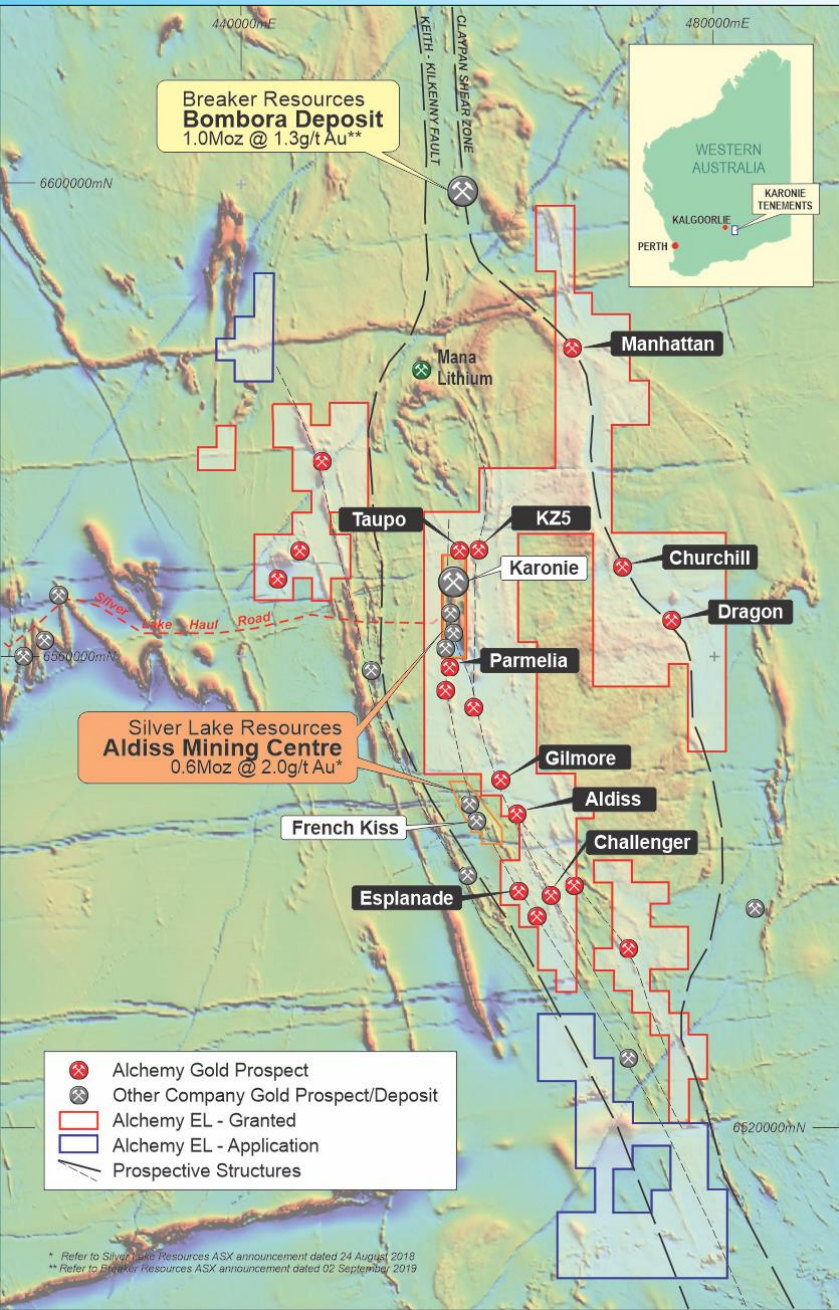 440000mE
480000mE
KEITH - KILKENNY FAULT
CLAYPAN SHEAR ZONE
Breaker Resources
Bombora Deposit
1.0Moz @ 1.3g/t Au**
6600000mN
WESTERN
AUSTRALIA
KARONIE
TENEMENTS
KALGOORLIE
PERTH
Manhattan
Mana
Lithium
Taupo
KZ5
Karonie
Churchill
Dragon
Silver Lake Haul Road
6560000mN
Parmelia
Silver Lake Resources
Aldiss Mining Centre
0.6Moz @ 2.0g/t Au*
Gilmore
Aldiss
French Kiss
Challenger
Esplanade
Alchemy Gold Prospect
Other Company Gold Prospect/Deposit
Alchemy EL - Granted
Alchemy EL - Application
Prospective Structures
6520000mN
* Refer to Silver Lake Resources ASX announcement dated 24 August 2018
** Refer to Breaker Resources ASX announcement dated 02 September 2019